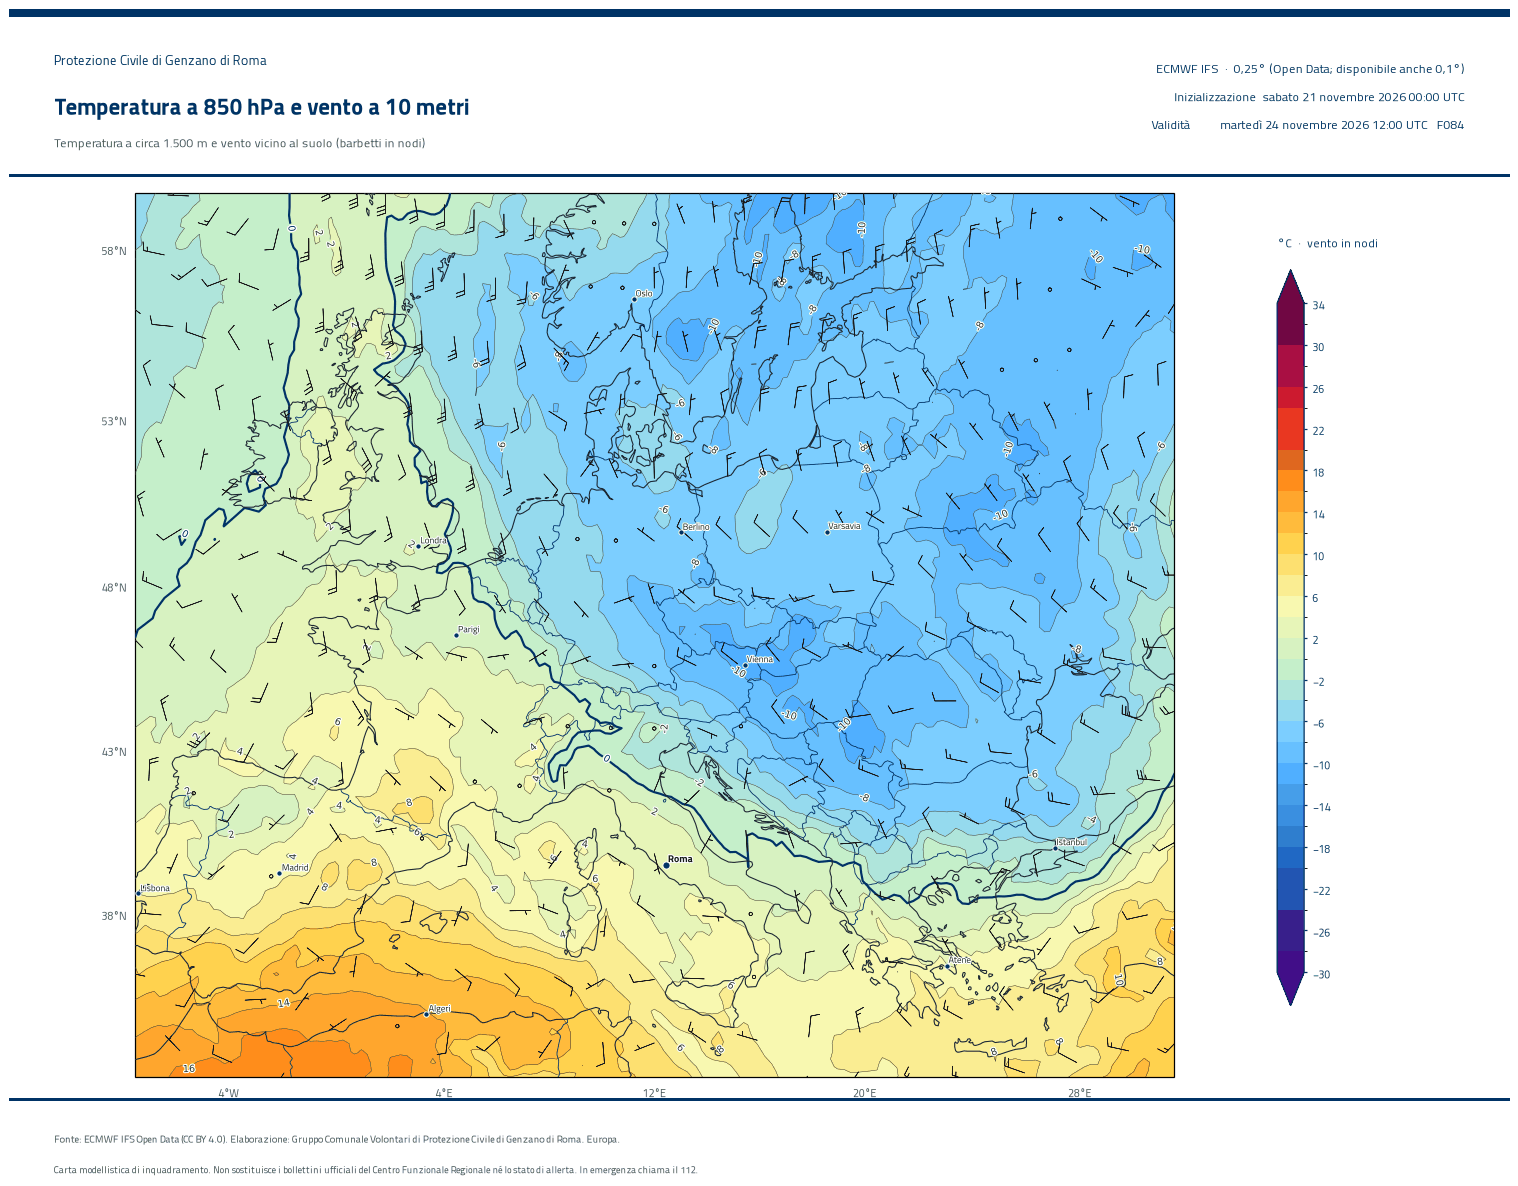 Protezione Civile di Genzano di Roma
Temperatura a 850 hPa e vento a 10 metri
Temperatura a circa 1.500 m e vento vicino al suolo (barbetti in nodi)
ECMWF IFS · 0,25° (Open Data; disponibile anche 0,1°)
Inizializzazione sabato 21 novembre 2026 00:00 UTC
Validità martedì 24 novembre 2026 12:00 UTC F084
°C · vento in nodi
34
30
26
22
18
14
10
6
2
−2
−6
−10
−14
−18
−22
−26
−30
58°N
53°N
48°N
43°N
38°N
4°W
4°E
12°E
20°E
28°E
Oslo
Londra
Berlino
Varsavia
Parigi
Vienna
Roma
Istanbul
Madrid
Lisbona
Atene
Algeri
Fonte: ECMWF IFS Open Data (CC BY 4.0). Elaborazione: Gruppo Comunale Volontari di Protezione Civile di Genzano di Roma. Europa.
Carta modellistica di inquadramento. Non sostituisce i bollettini ufficiali del Centro Funzionale Regionale né lo stato di allerta. In emergenza chiama il 112.